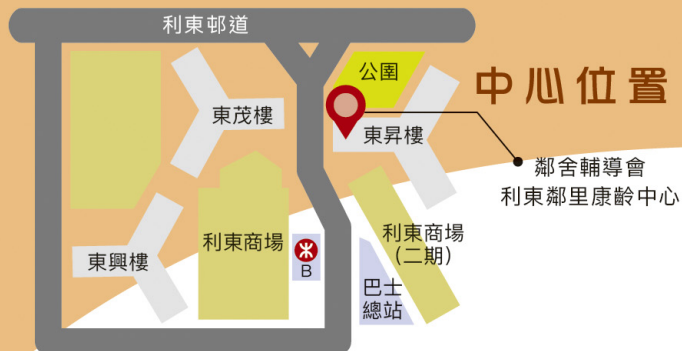 利東邨道
公園
中心位置
東茂樓
東昇樓
鄰舍輔導會
利東鄰里康齡中心
利東商場
利東商場
(二期)
東興樓
B
巴士
總站